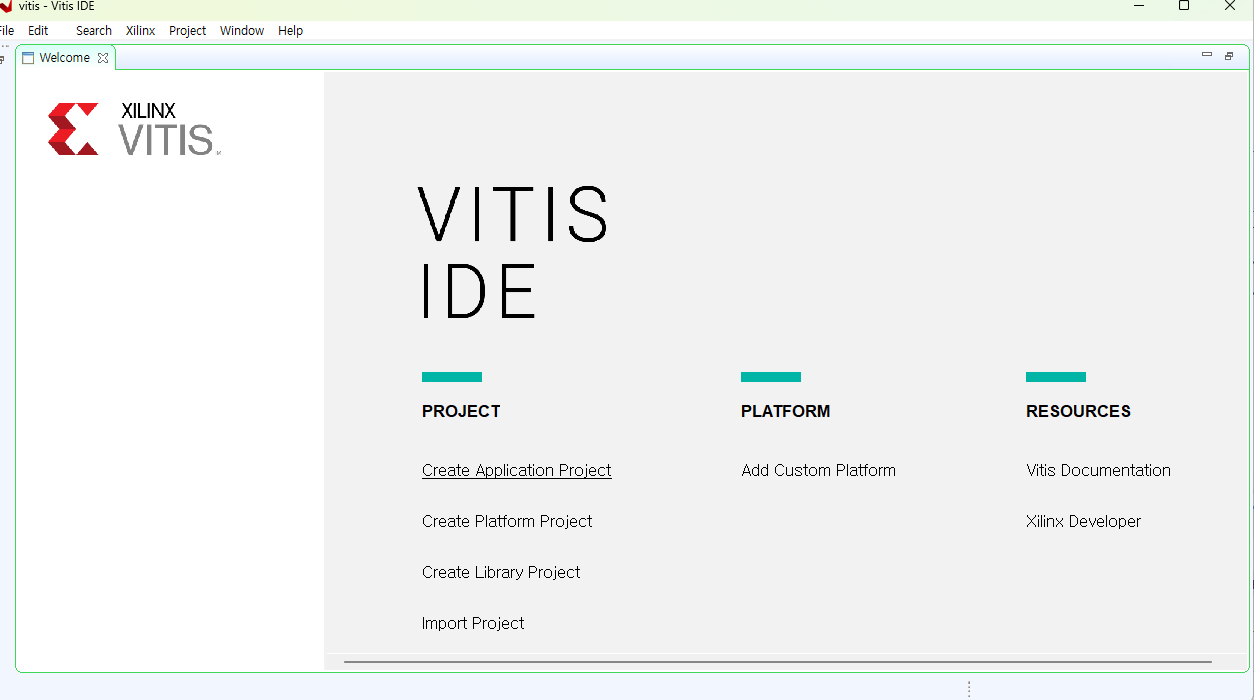 vitis - Vitis IDE
File Edit Search Xilinx Project Window Help
Welcome
XILINX
VITIS
VITIS
IDE
PROJECT PLATFORM RESOURCES
Create Application Project Add Custom Platform Vitis Documentation
Create Platform Project Xilinx Developer
Create Library Project
Import Project